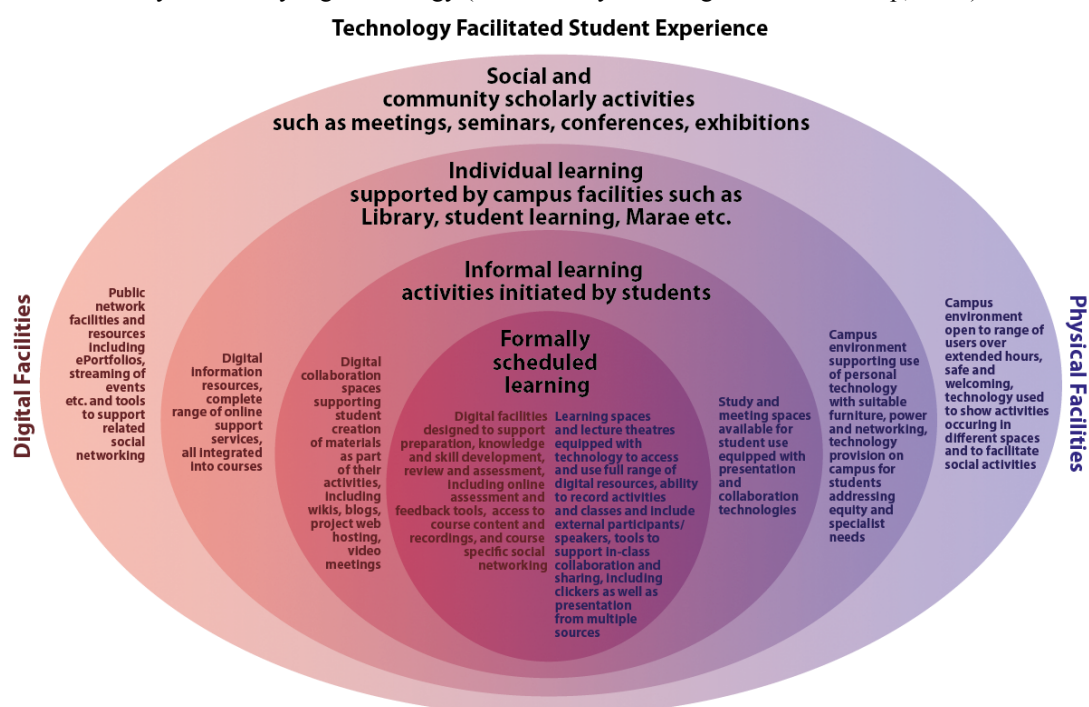 Technology Facilitated Student Experience
Social and
community scholarly activities
such as meetings, seminars, conferences, exhibitions
Individual learning
supported by campus facilities such as
Library, student learning, Marae etc.
Informal learning
activities initiated by students
Formally
scheduled
learning
Digital Facilities
Public
network
facilities and
resources
including
ePortfolios,
streaming of
events
etc. and tools
to support
related
social
networking
Digital
information
resources,
complete
range of online
support
services,
all integrated
into courses
Digital
collaboration
spaces
supporting
student
creation
of materials
as part
of their
activities,
including
wikis, blogs,
project web
hosting,
video
meetings
Digital facilities
designed to support
preparation, knowledge
and skill development,
review and assessment,
including online
assessment and
feedback tools, access to
course content and
recordings, and course
specific social
networking
Learning spaces
and lecture theatres
equipped with
technology to access
and use full range of
digital resources, ability
to record activities
and classes and include
external participants/
speakers, tools to
support in-class
collaboration and
sharing, including
clickers as well as
presentation
from multiple
sources
Study and
meeting spaces
available for
student use
equipped with
presentation
and
collaboration
technologies
Campus
environment
supporting use
of personal
technology
with suitable
furniture, power
and networking,
technology
provision on
campus for
students
addressing
equity and
specialist
needs
Campus
environment
open to range of
users over
extended hours,
safe and
welcoming,
technology used
to show activities
occuring in
different spaces
and to facilitate
social activities
Physical Facilities